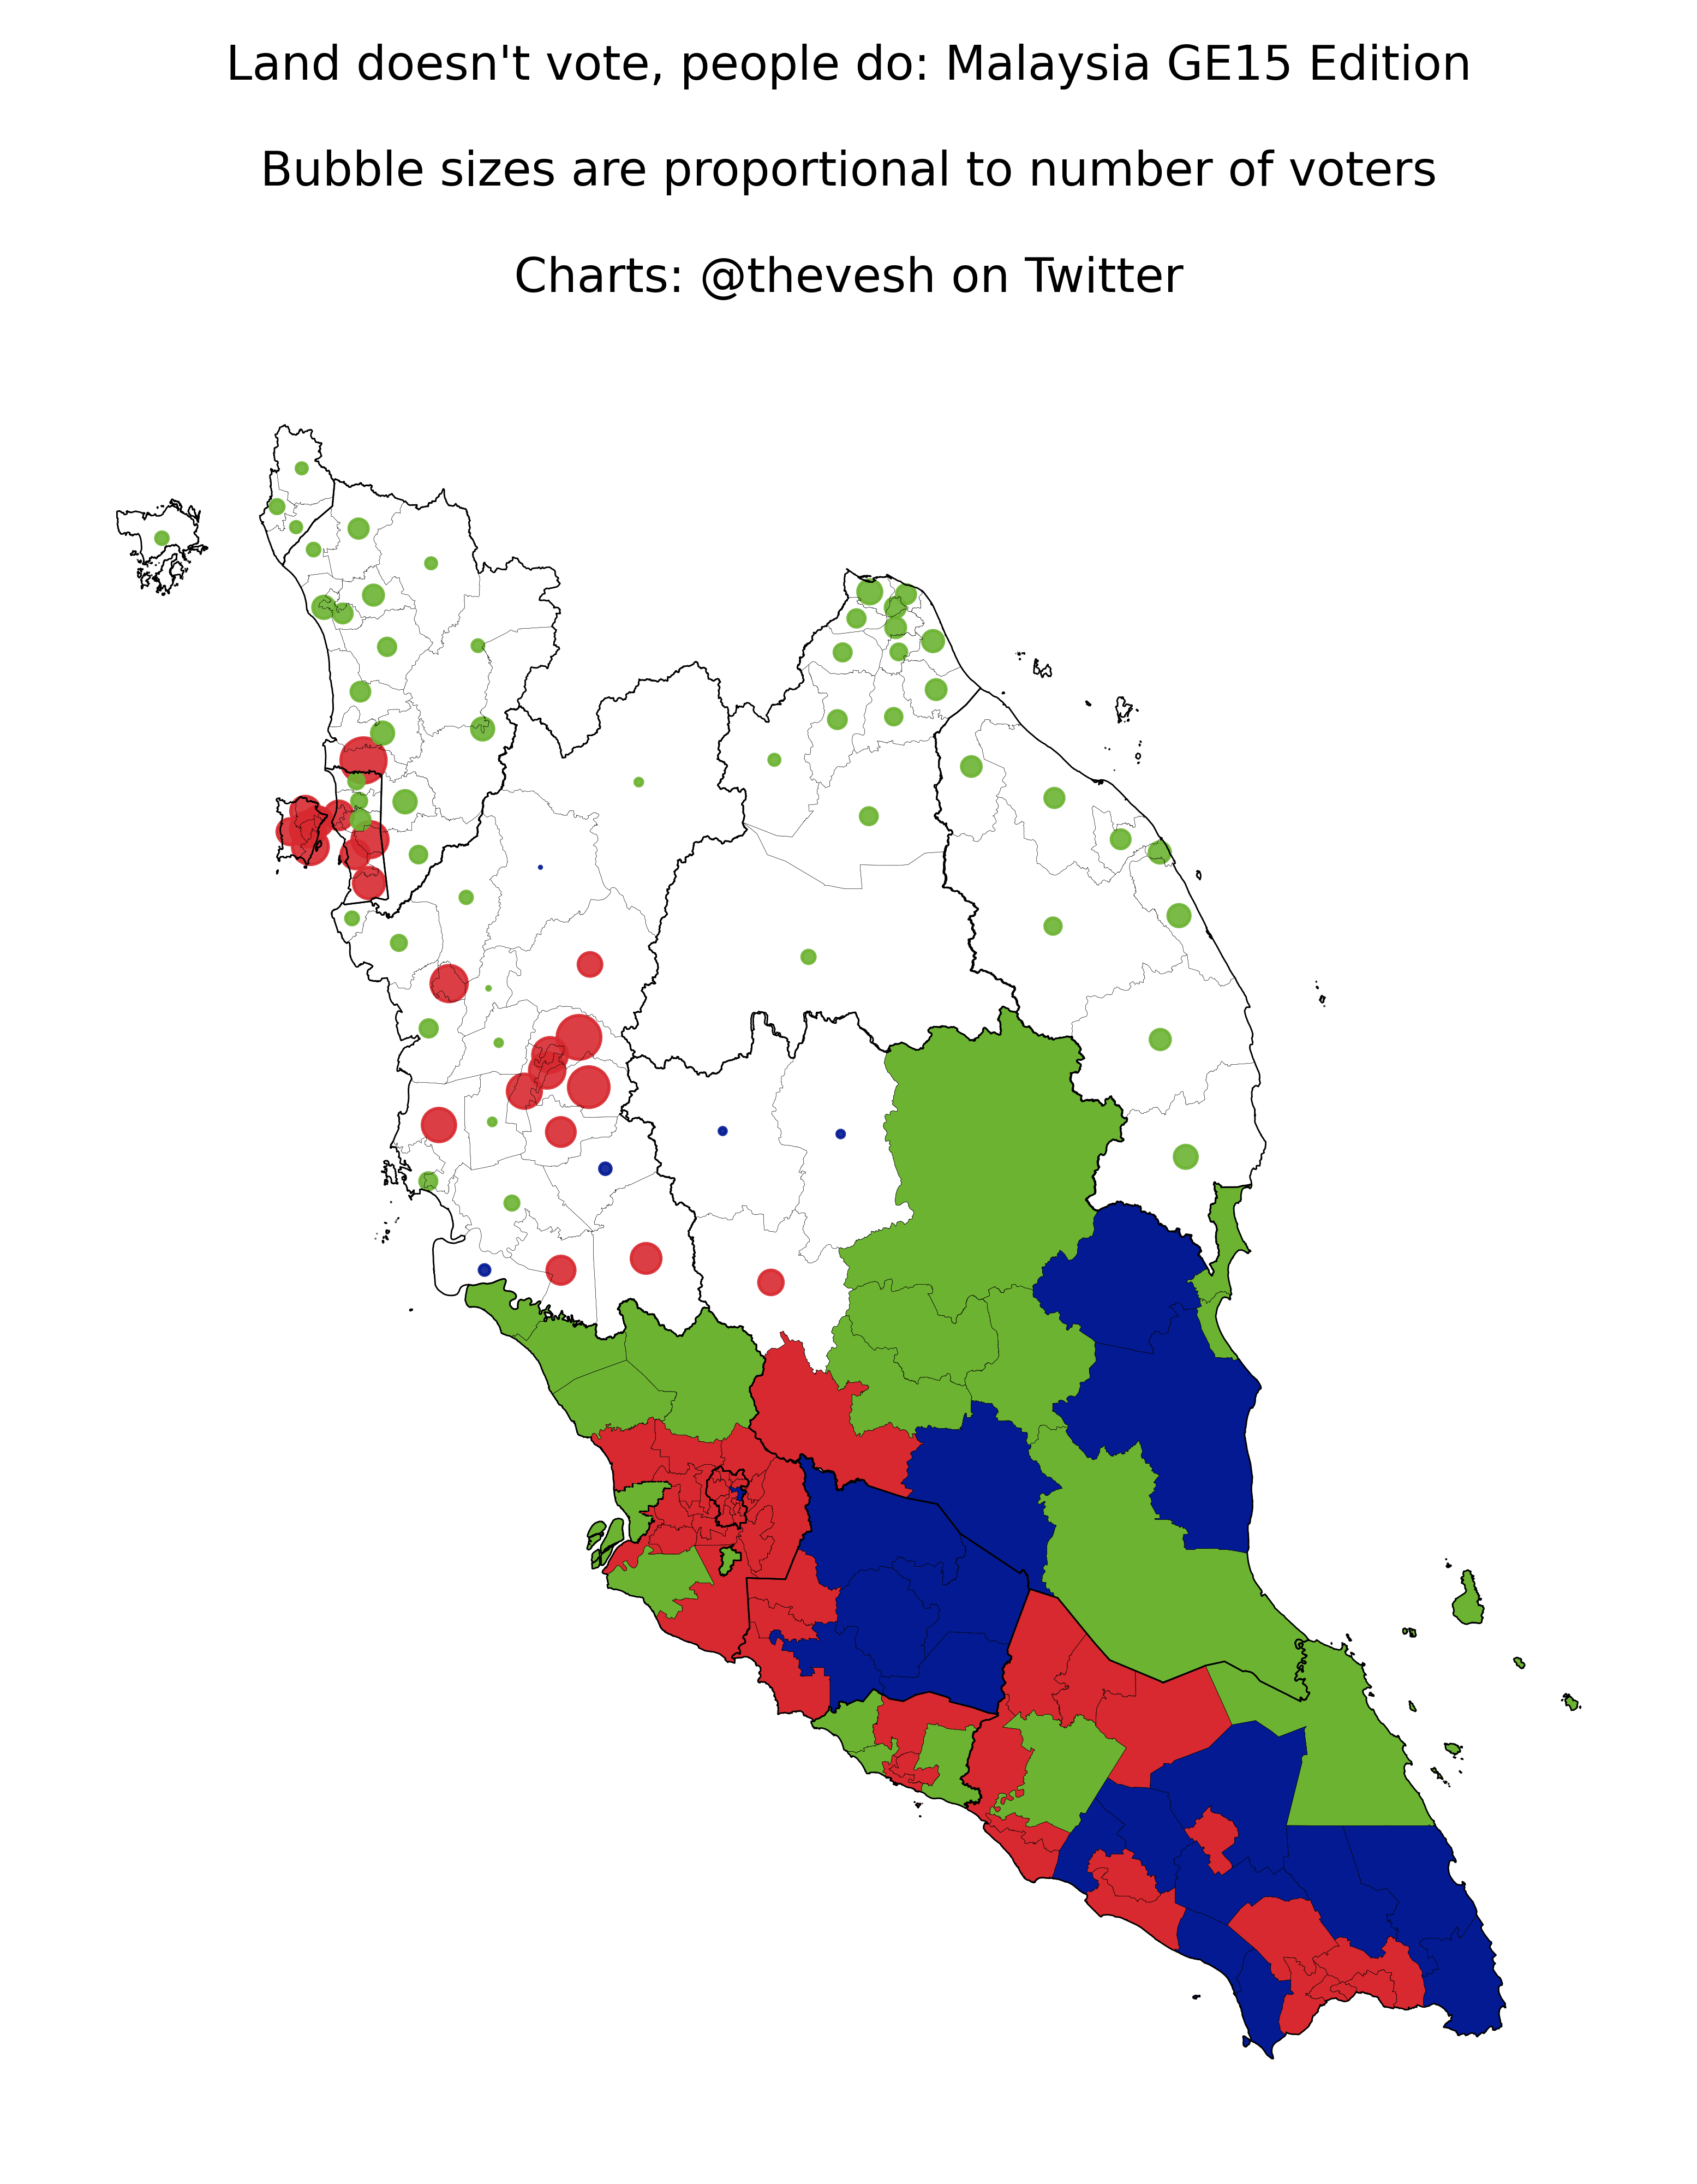 Land doesn't vote, people do: Malaysia GE15 Edition
Bubble sizes are proportional to number of voters
Charts: @thevesh on Twitter